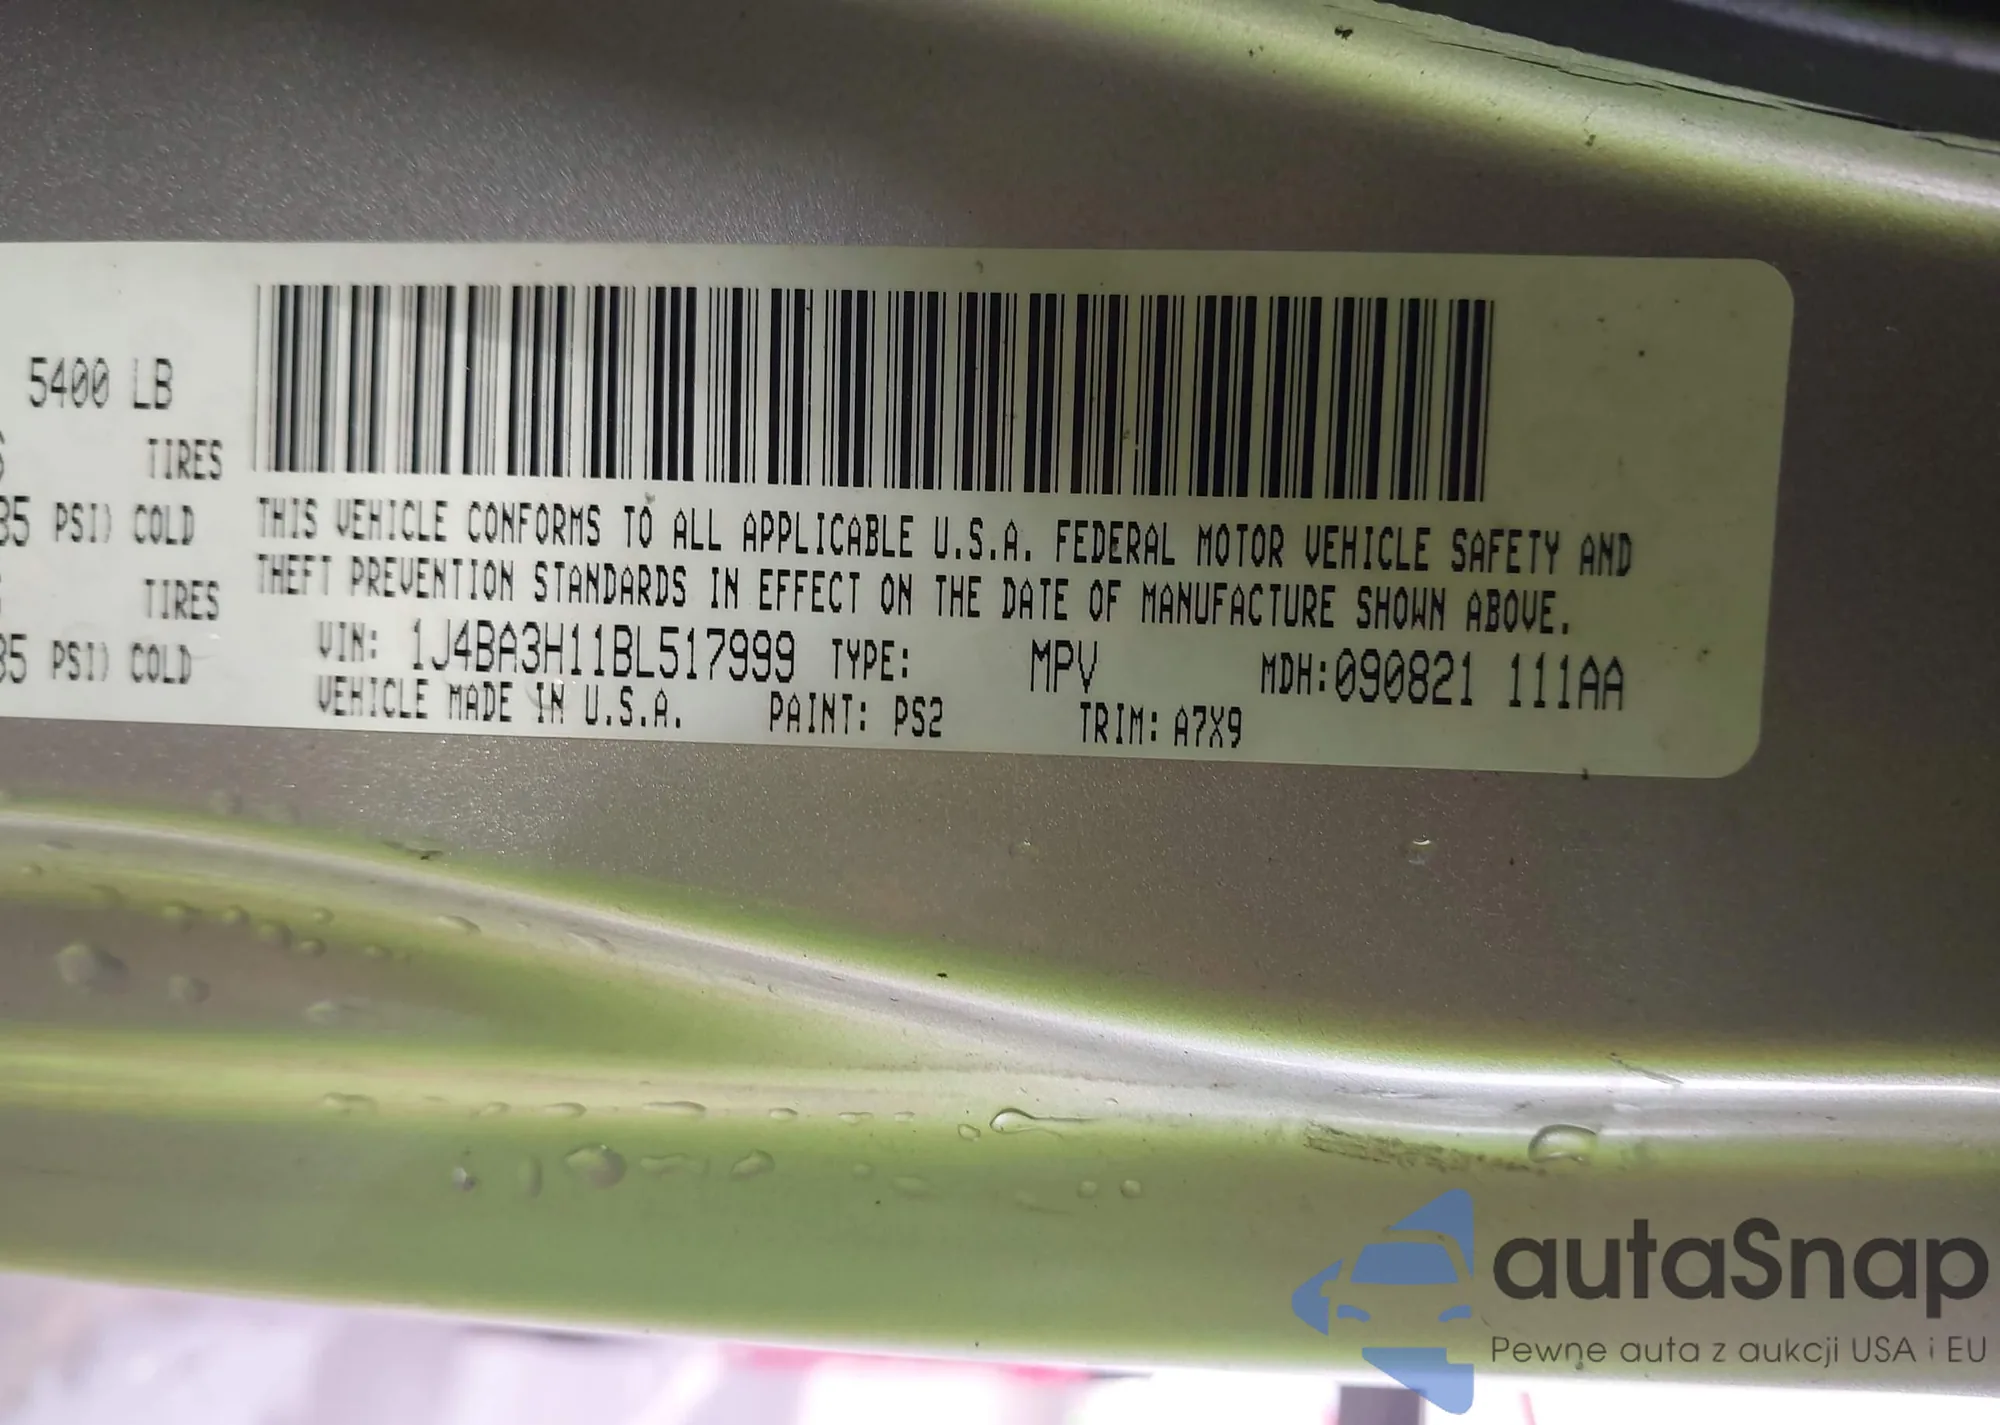 5400 LB
TIRES
35 PSI) COLD
TIRES
35 PSI) COLD
THIS VEHICLE CONFORMS TO ALL APPLICABLE U.S.A. FEDERAL MOTOR VEHICLE SAFETY AND
THEFT PREVENTION STANDARDS IN EFFECT ON THE DATE OF MANUFACTURE SHOWN ABOVE.
VIN: 1J4BA3H11BL517999 TYPE: MPV MDH:090821 111AA
VEHICLE MADE IN U.S.A. PAINT: PS2 TRIM: A7X9
autaSnap
Pewne auta z aukcji USA i EU